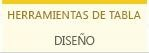 HERRAMIENTAS DE TABLA
DISEÑO